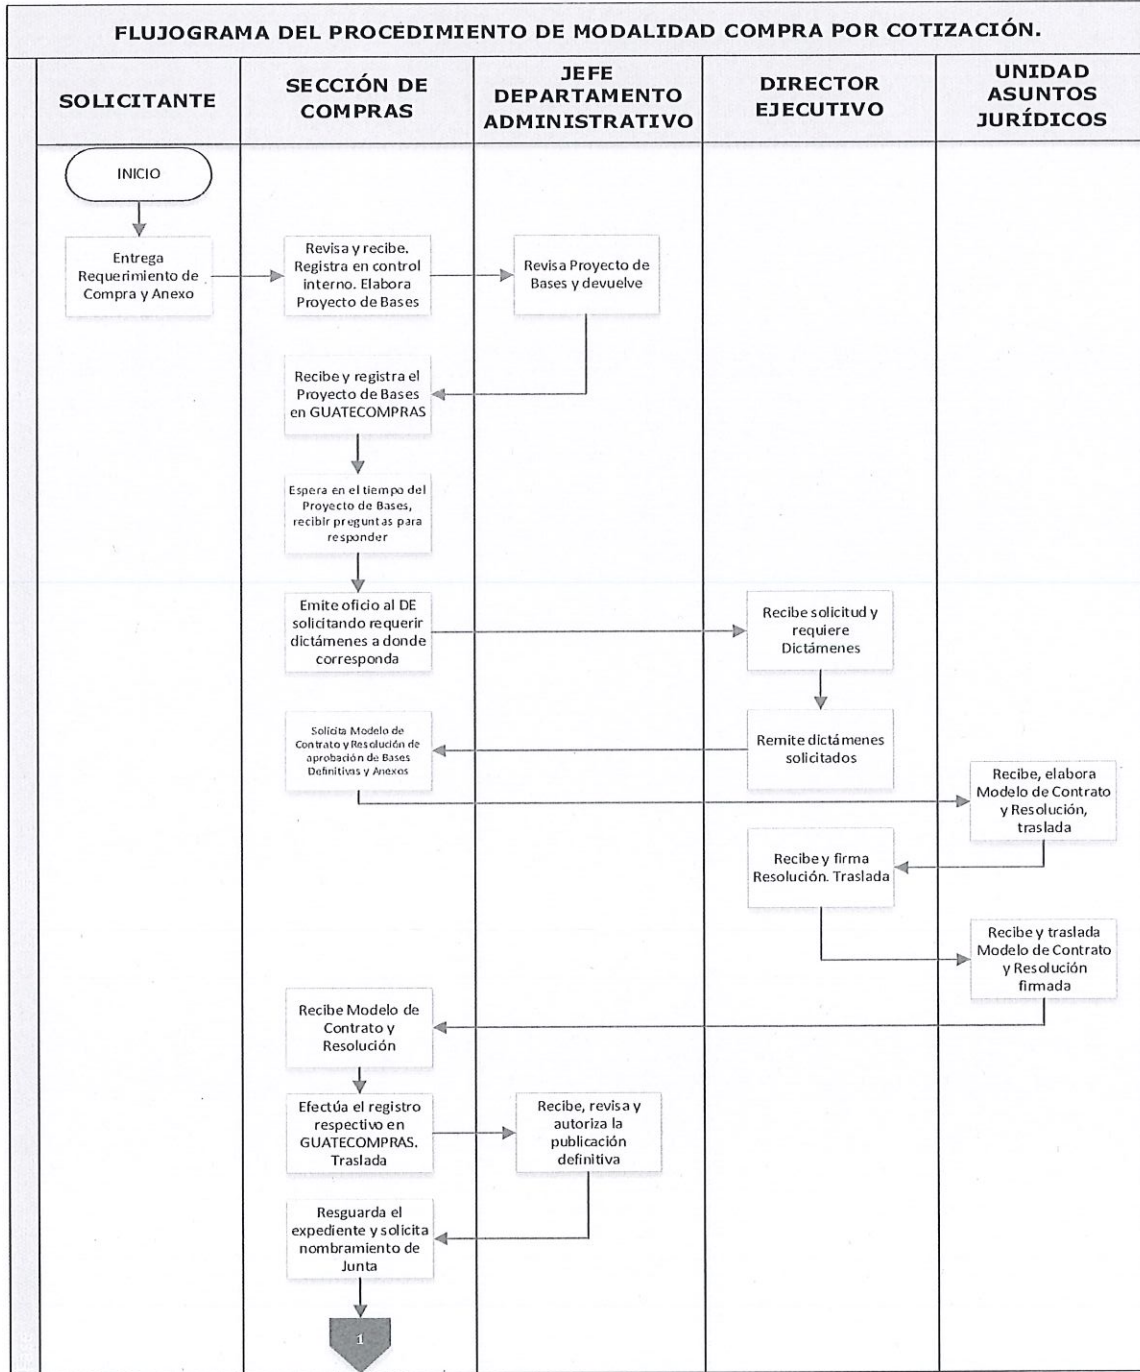 FLUJOGRAMA DEL PROCEDIMIENTO DE MODALIDAD COMPRA POR COTIZACIÓN.
SOLICITANTE
SECCIÓN DE
COMPRAS
JEFE
DEPARTAMENTO
ADMINISTRATIVO
DIRECTOR
EJECUTIVO
UNIDAD
ASUNTOS
JURÍDICOS
INICIO
Entrega
Requerimiento de
Compra y Anexo
Revisa y recibe.
Registra en control
interno. Elabora
Proyecto de Bases
Revisa Proyecto de
Bases y devuelve
Recibe y registra el
Proyecto de Bases
en GUATECOMPRAS
Espera en el tiempo del
Proyecto de Bases,
recibir preguntas para
responder
Emite oficio al DE
solicitando requerir
dictámenes a donde
corresponda
Recibe solicitud y
requiere
Dictámenes
Remite dictámenes
solicitados
Solicita Modelo de
Contrato y Resolución de
aprobación de Bases
Definitivas y Anexos
Recibe, elabora
Modelo de Contrato
y Resolución,
traslada
Recibe y firma
Resolución. Traslada
Recibe y traslada
Modelo de Contrato
y Resolución
firmada
Recibe Modelo de
Contrato y
Resolución
Efectúa el registro
respectivo en
GUATECOMPRAS.
Traslada
Recibe, revisa y
autoriza la
publicación
definitiva
Resguarda el
expediente y solicita
nombramiento de
Junta
1